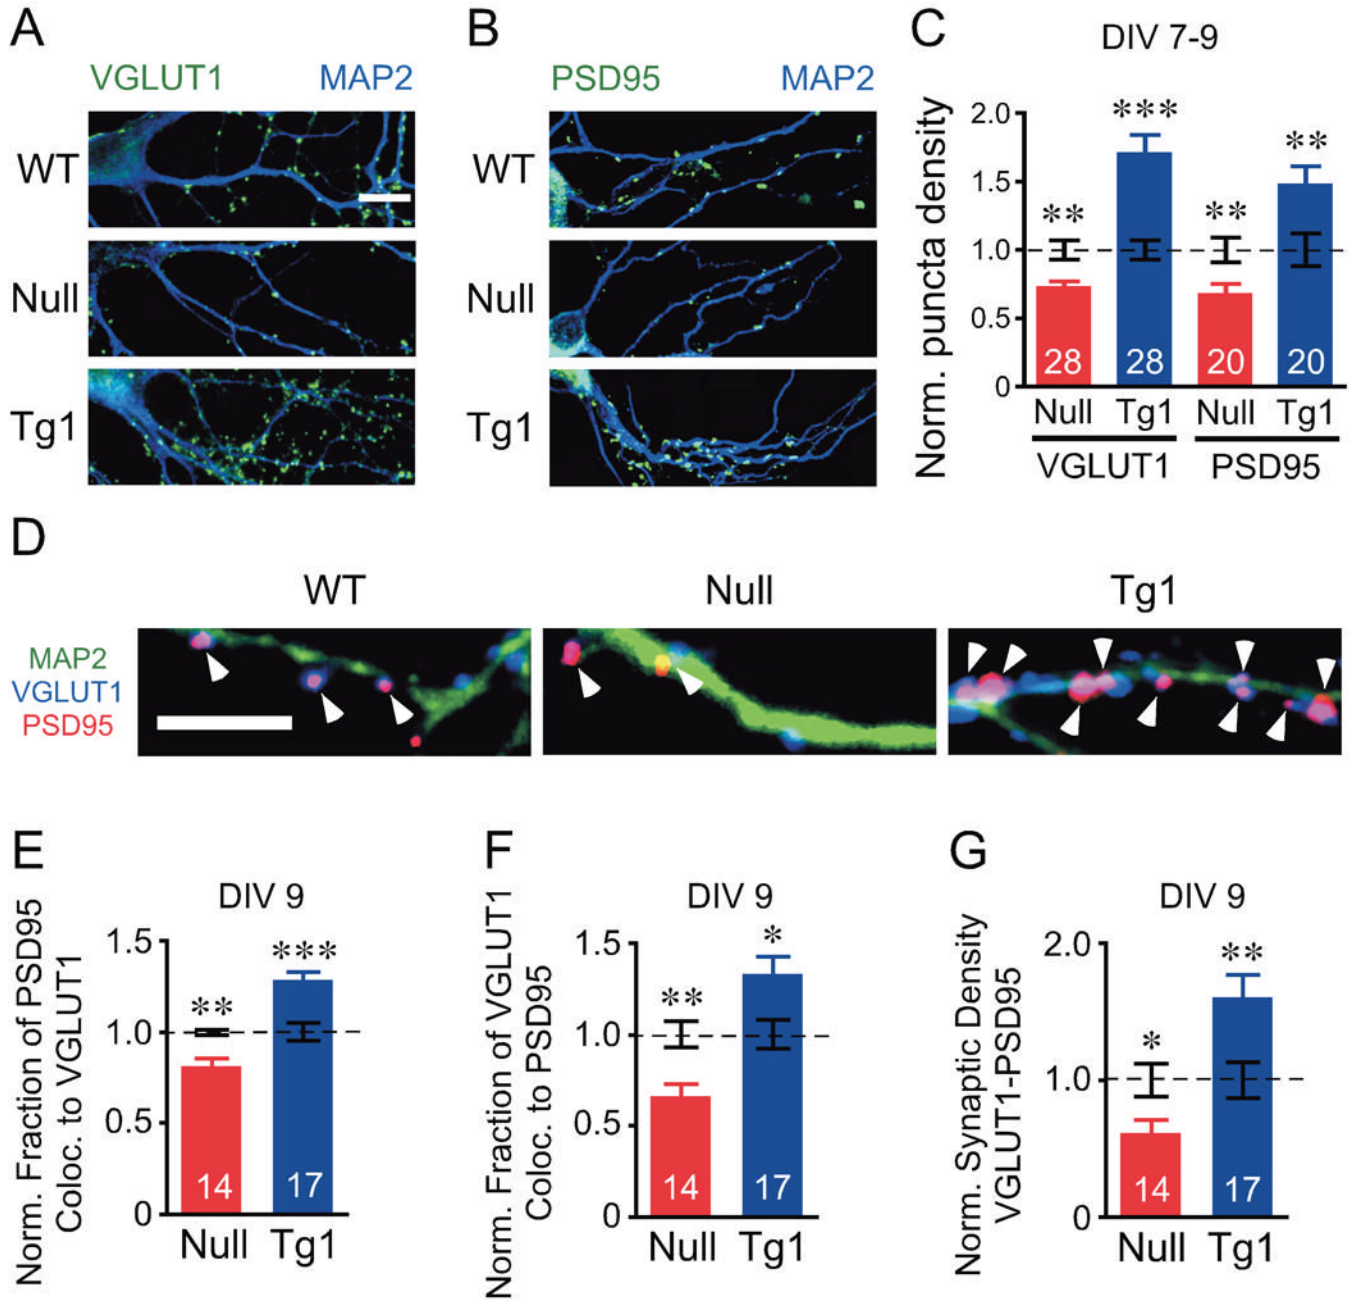 A
VGLUT1 MAP2
WT
Null
Tg1
B
PSD95 MAP2
WT
Null
Tg1
C
DIV 7-9
Norm. puncta density
2.0
1.5
1.0
0.5
0
** *** ** **
28 28 20 20
Null Tg1 Null Tg1
VGLUT1 PSD95
D
WT Null Tg1
MAP2
VGLUT1
PSD95
E
DIV 9
Norm. Fraction of PSD95
Coloc. to VGLUT1
1.5
1.0
0.5
0
** ***
14 17
Null Tg1
F
DIV 9
Norm. Fraction of VGLUT1
Coloc. to PSD95
1.5
1.0
0.5
0
** *
14 17
Null Tg1
G
DIV 9
Norm. Synaptic Density
VGLUT1-PSD95
2.0
1.0
0
* **
14 17
Null Tg1